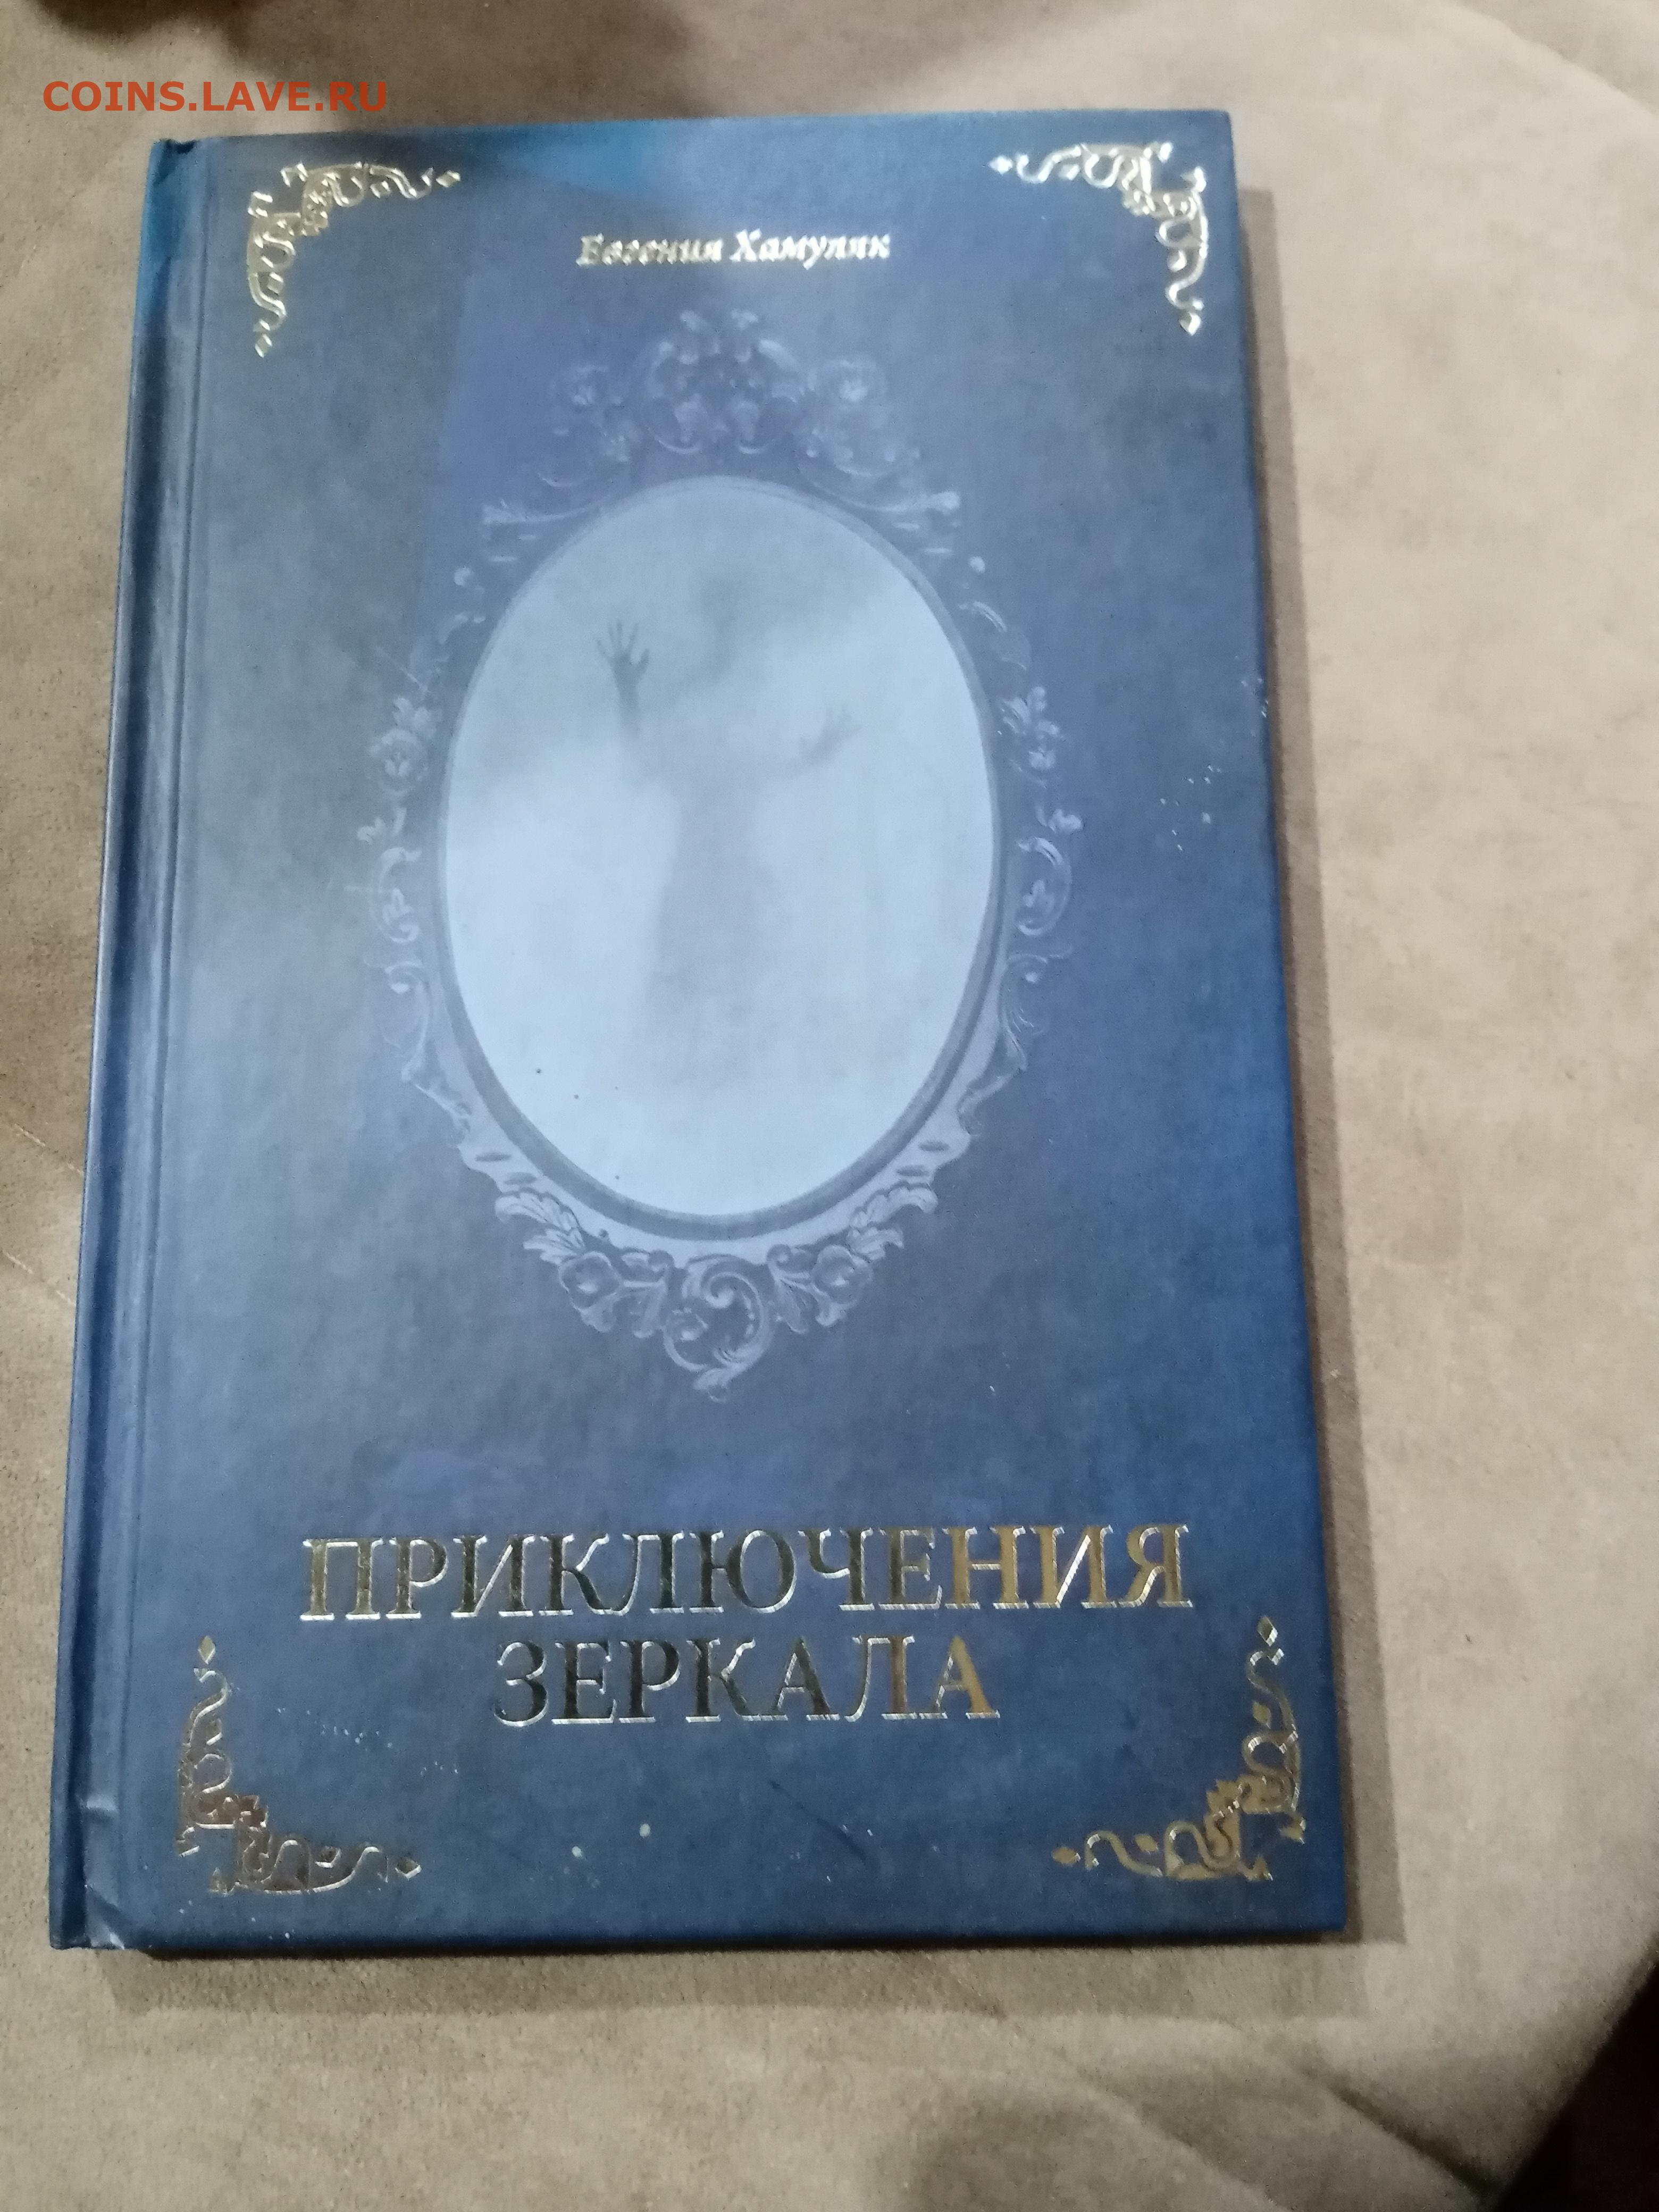 COINS.LAVE.RU
Евгения Хамуляк
ПРИКЛЮЧЕНИЯ
ЗЕРКАЛА